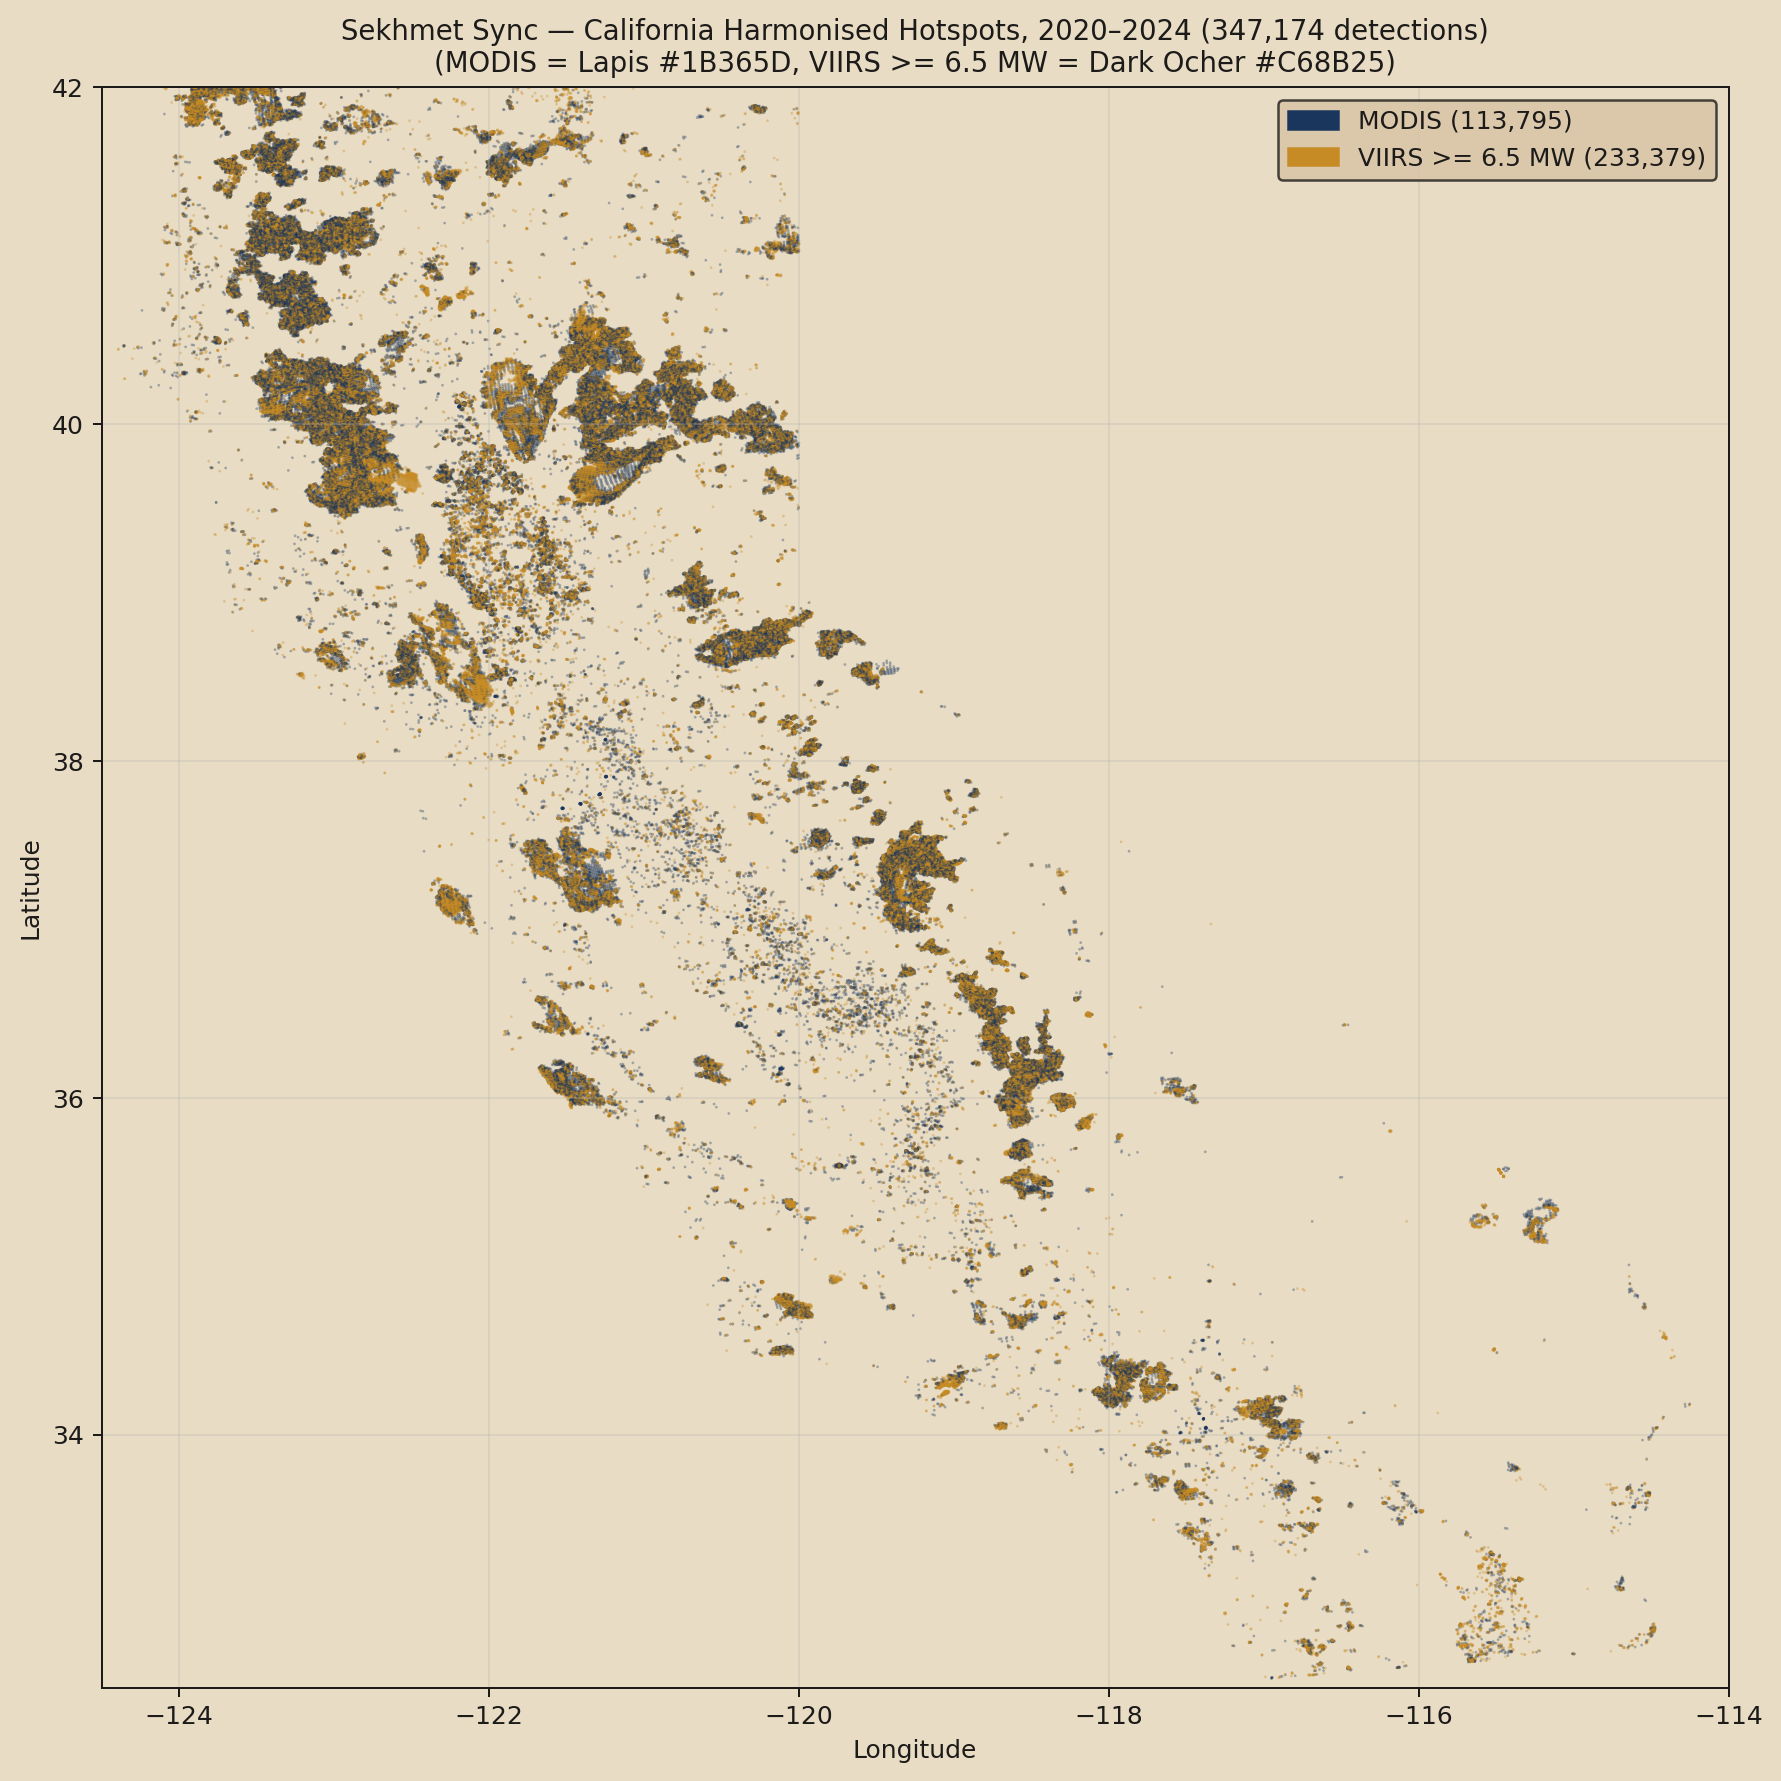 Sekhmet Sync — California Harmonised Hotspots, 2020–2024 (347,174 detections)
(MODIS = Lapis #1B365D, VIIRS >= 6.5 MW = Dark Ocher #C68B25)
MODIS (113,795)
VIIRS >= 6.5 MW (233,379)
42
40
38
36
34
Latitude
−124
−122
−120
−118
−116
−114
Longitude